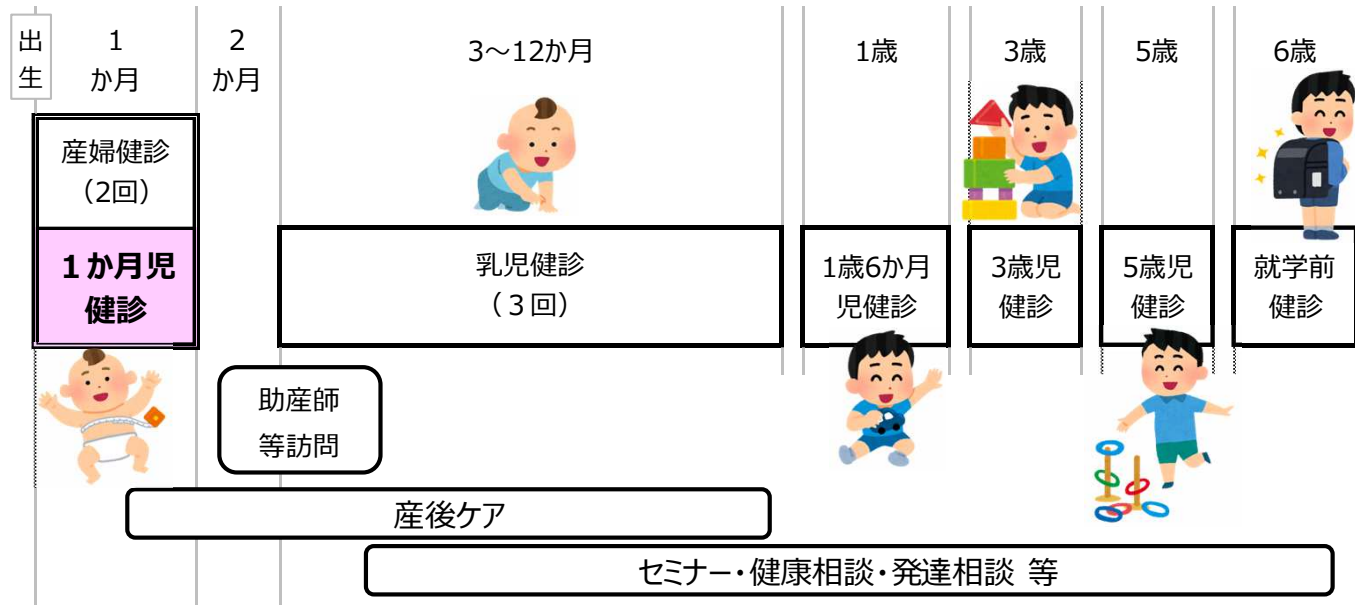 出
生
1
か月
2
か月
3～12か月
1歳
3歳
5歳
6歳
産婦健診
（2回）
１か月児
健診
乳児健診
（３回）
1歳6か月
児健診
3歳児
健診
5歳児
健診
就学前
健診
助産師
等訪問
産後ケア
セミナー・健康相談・発達相談 等